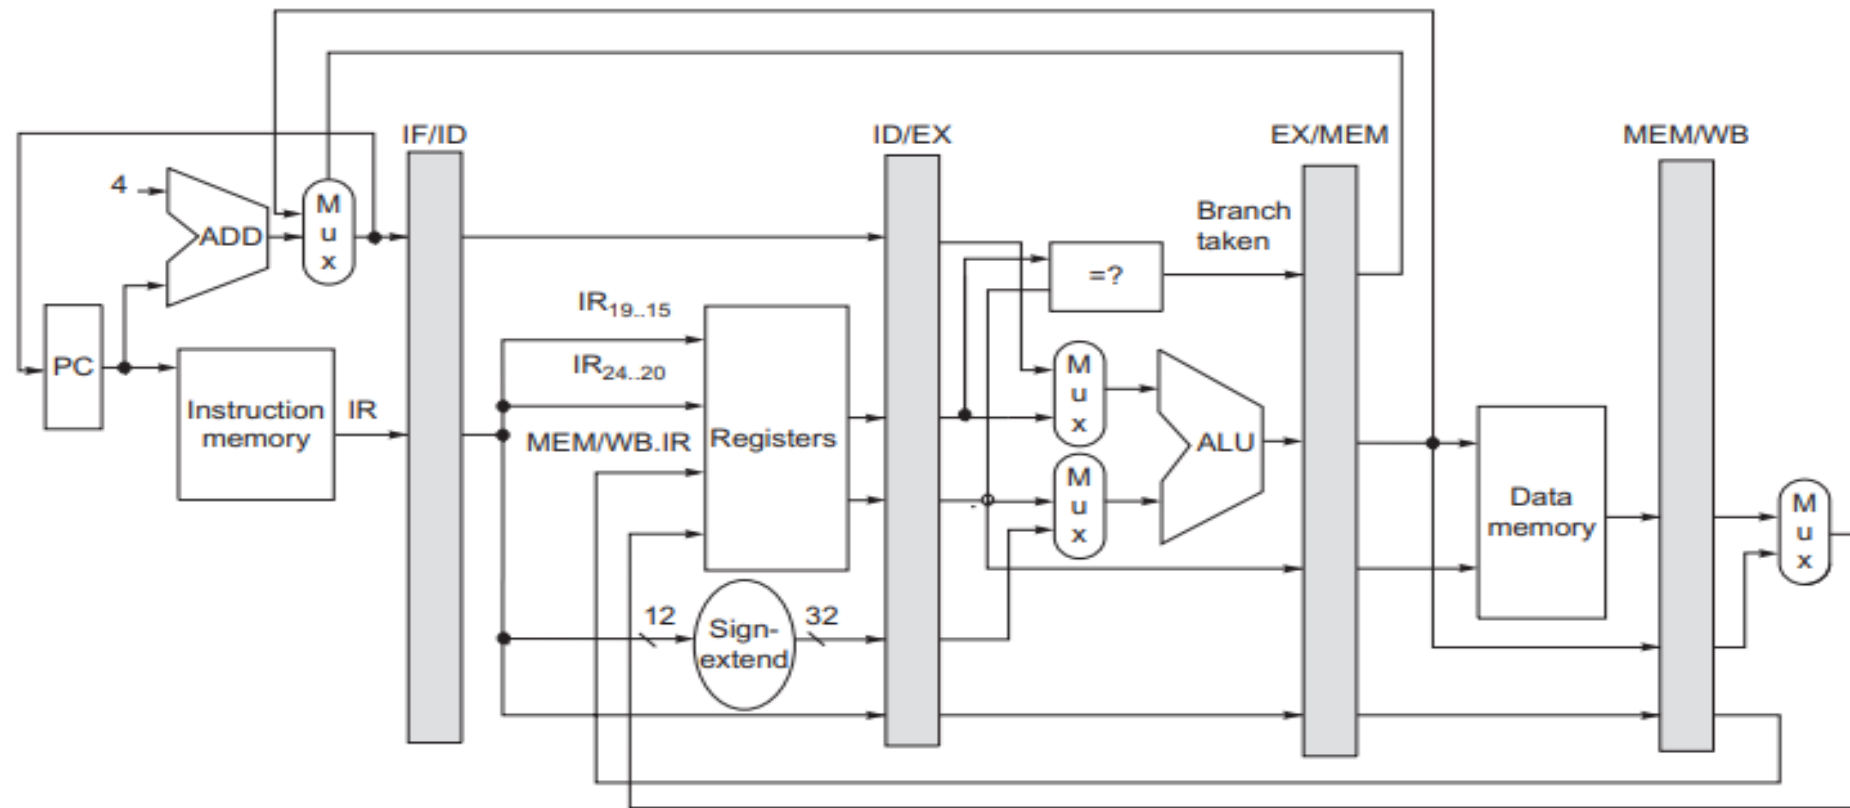 IF/ID
ID/EX
EX/MEM
MEM/WB
4
ADD
M
u
x
Branch
taken
=?
IR19..15
PC
IR24..20
M
u
x
Instruction
memory
IR
MEM/WB.IR
Registers
ALU
M
u
x
Data
memory
M
u
x
12
Sign-
extend
32